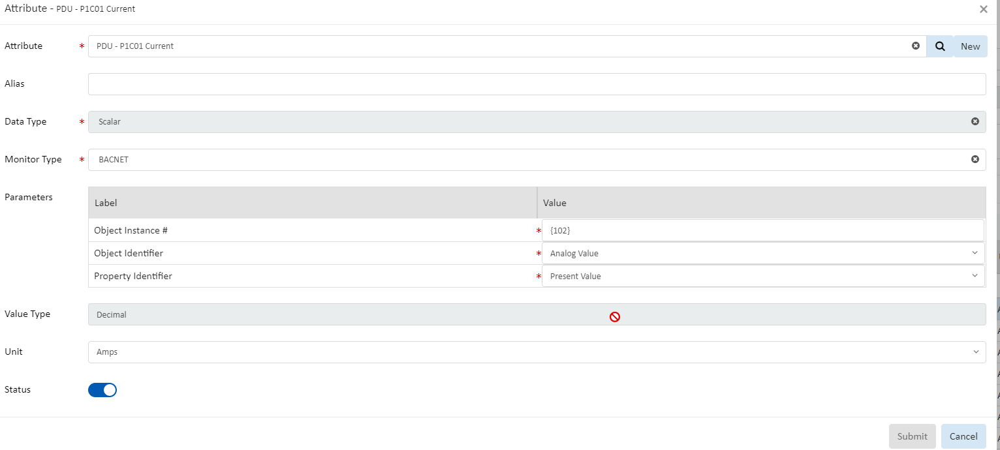 Attribute - PDU - P1C01 Current
Attribute * PDU - P1C01 Current New
Alias
Data Type * Scalar
Monitor Type * BACNET
Parameters
Label Value
Object Instance # * {102}
Object Identifier * Analog Value
Property Identifier * Present Value
Value Type Decimal
Unit Amps
Status
Submit Cancel